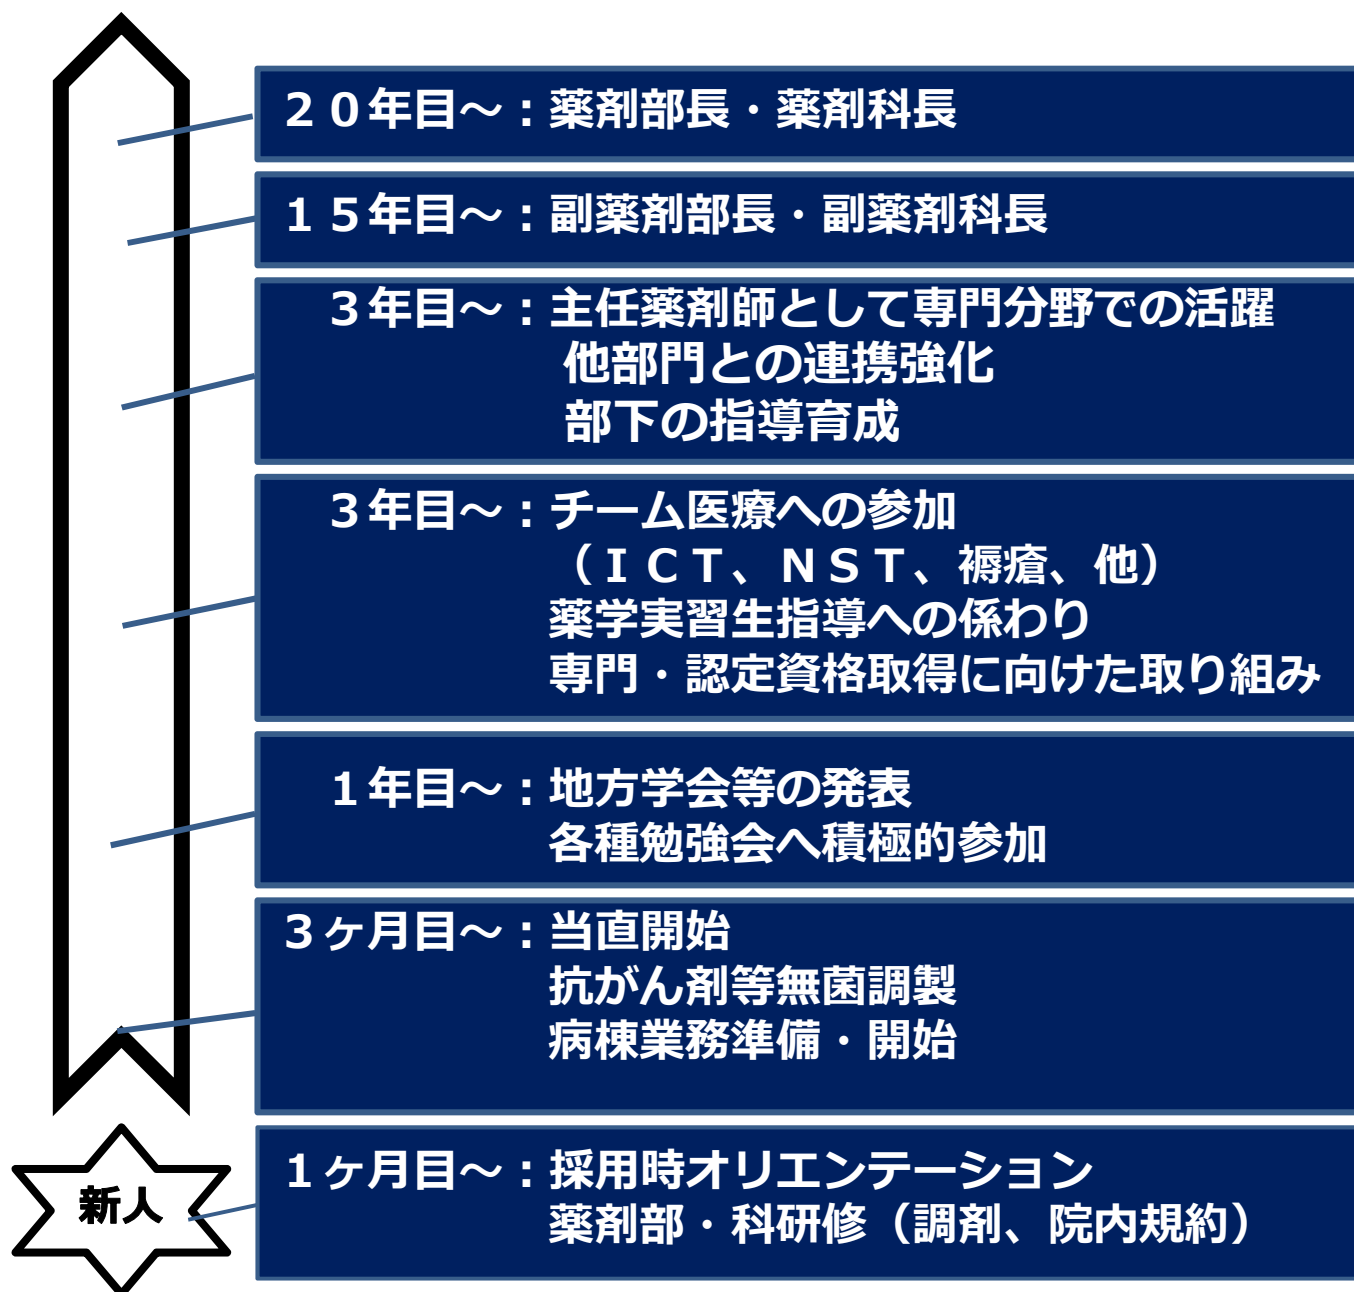 ２０年目～：薬剤部長・薬剤科長
１５年目～：副薬剤部長・副薬剤科長
３年目～：主任薬剤師として専門分野での活躍
他部門との連携強化
部下の指導育成
３年目～：チーム医療への参加
（ＩＣＴ、ＮＳＴ、褥瘡、他）
薬学実習生指導への係わり
専門・認定資格取得に向けた取り組み
１年目～：地方学会等の発表
各種勉強会へ積極的参加
３ヶ月目～：当直開始
抗がん剤等無菌調製
病棟業務準備・開始
新人
１ヶ月目～：採用時オリエンテーション
薬剤部・科研修（調剤、院内規約）